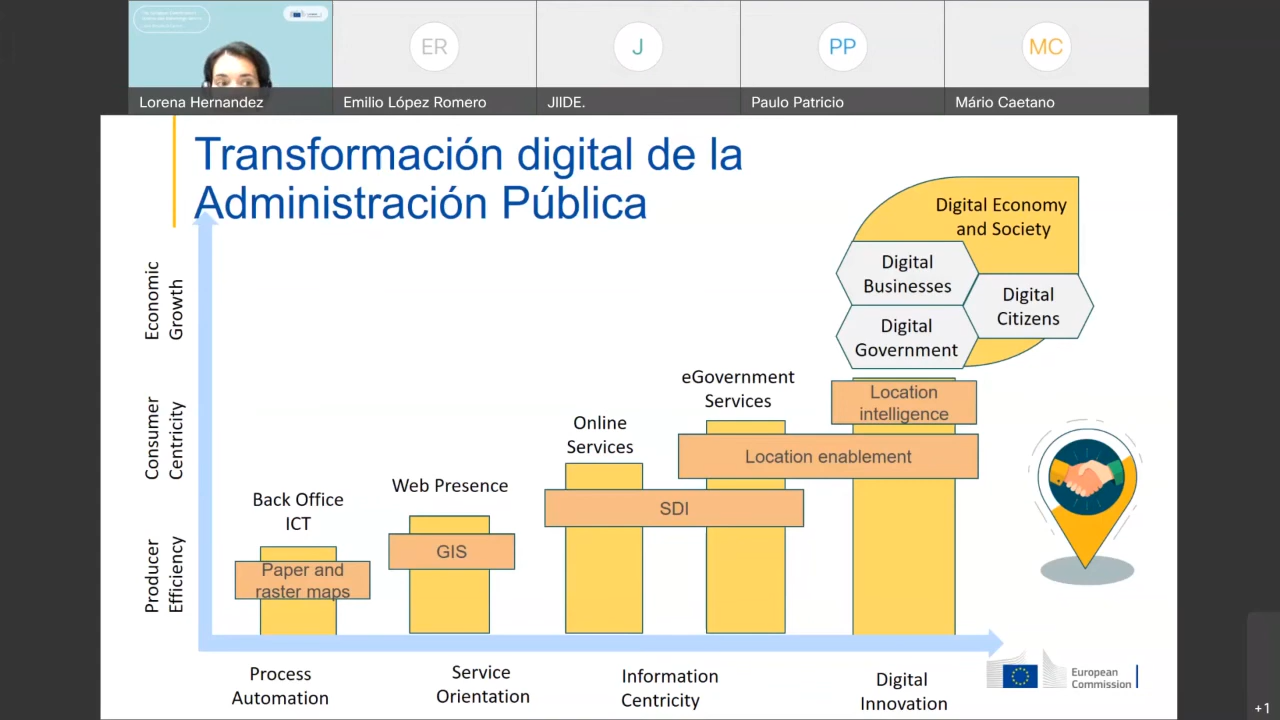 ER
J
PP
MC
Lorena Hernandez
Emilio López Romero
JIIDE.
Paulo Patricio
Mário Caetano
Transformación digital de la
Administración Pública
Digital Economy
and Society
Digital
Businesses
Digital
Citizens
Digital
Government
Economic
Growth
Consumer
Centricity
Producer
Efficiency
eGovernment
Services
Location
intelligence
Online
Services
Location enablement
Web Presence
SDI
Back Office
ICT
GIS
Paper and
raster maps
Process
Automation
Service
Orientation
Information
Centricity
Digital
Innovation
European
Commission
+1